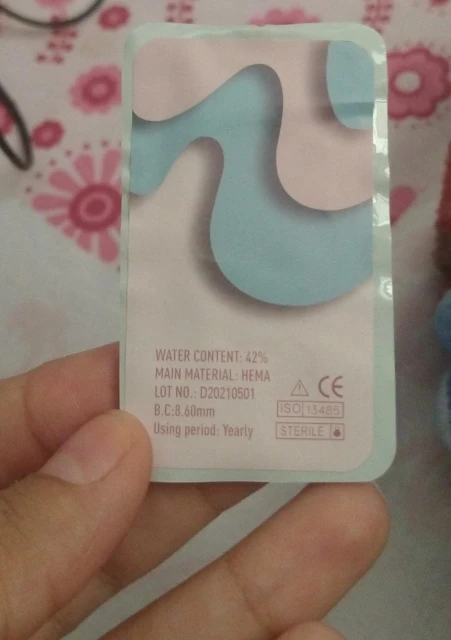 WATER CONTENT: 42%
MAIN MATERIAL: HEMA
LOT NO.: D20210501
B.C:8.60mm
Using period: Yearly
CE
ISO 13485
STERILE